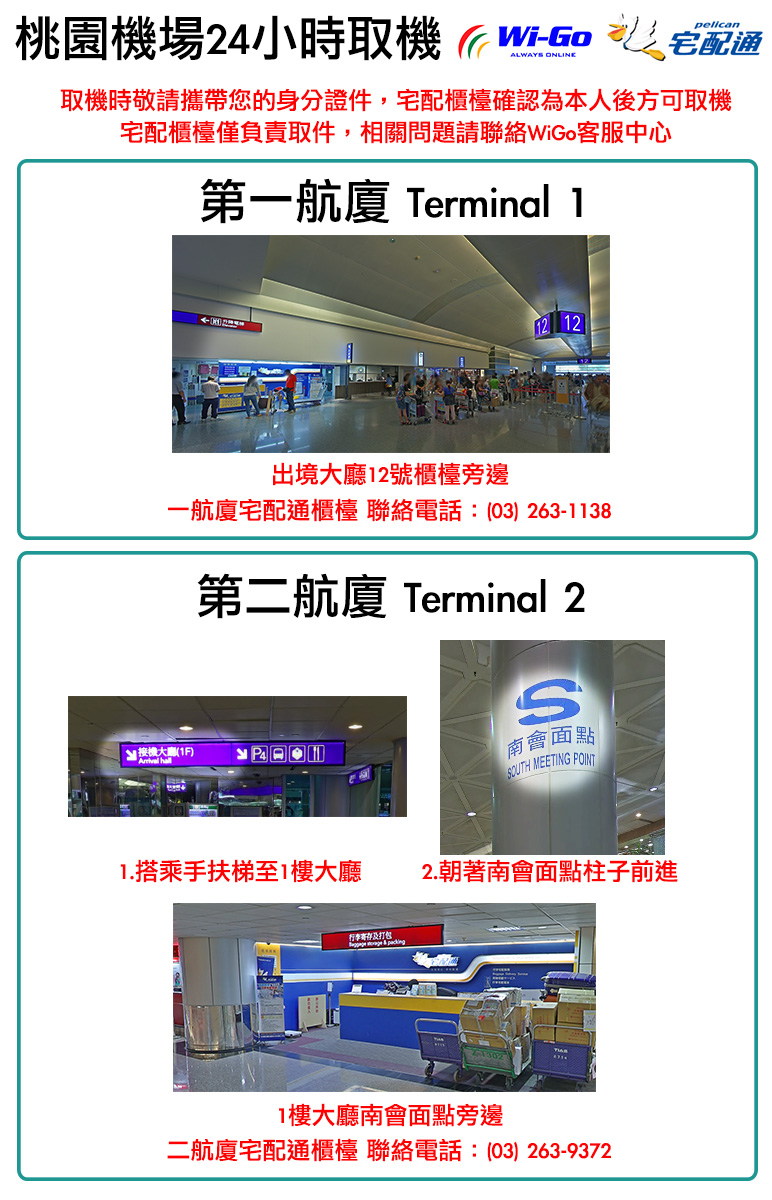 桃園機場24小時取機
Wi-Go
ALWAYS ONLINE
pelican
宅配通
取機時敬請攜帶您的身分證件，宅配櫃檯確認為本人後方可取機
宅配櫃檯僅負責取件，相關問題請聯絡WiGo客服中心
第一航廈 Terminal 1
12 12
出境大廳12號櫃檯旁邊
一航廈宅配通櫃檯 聯絡電話：(03) 263-1138
第二航廈 Terminal 2
接機大廳(1F)
Arrival hall
P4
S
南會面點
SOUTH MEETING POINT
1.搭乘手扶梯至1樓大廳
2.朝著南會面點柱子前進
行李寄存及打包
Baggage storage & packing
宅配通
TIAS
TIAS
1樓大廳南會面點旁邊
二航廈宅配通櫃檯 聯絡電話：(03) 263-9372